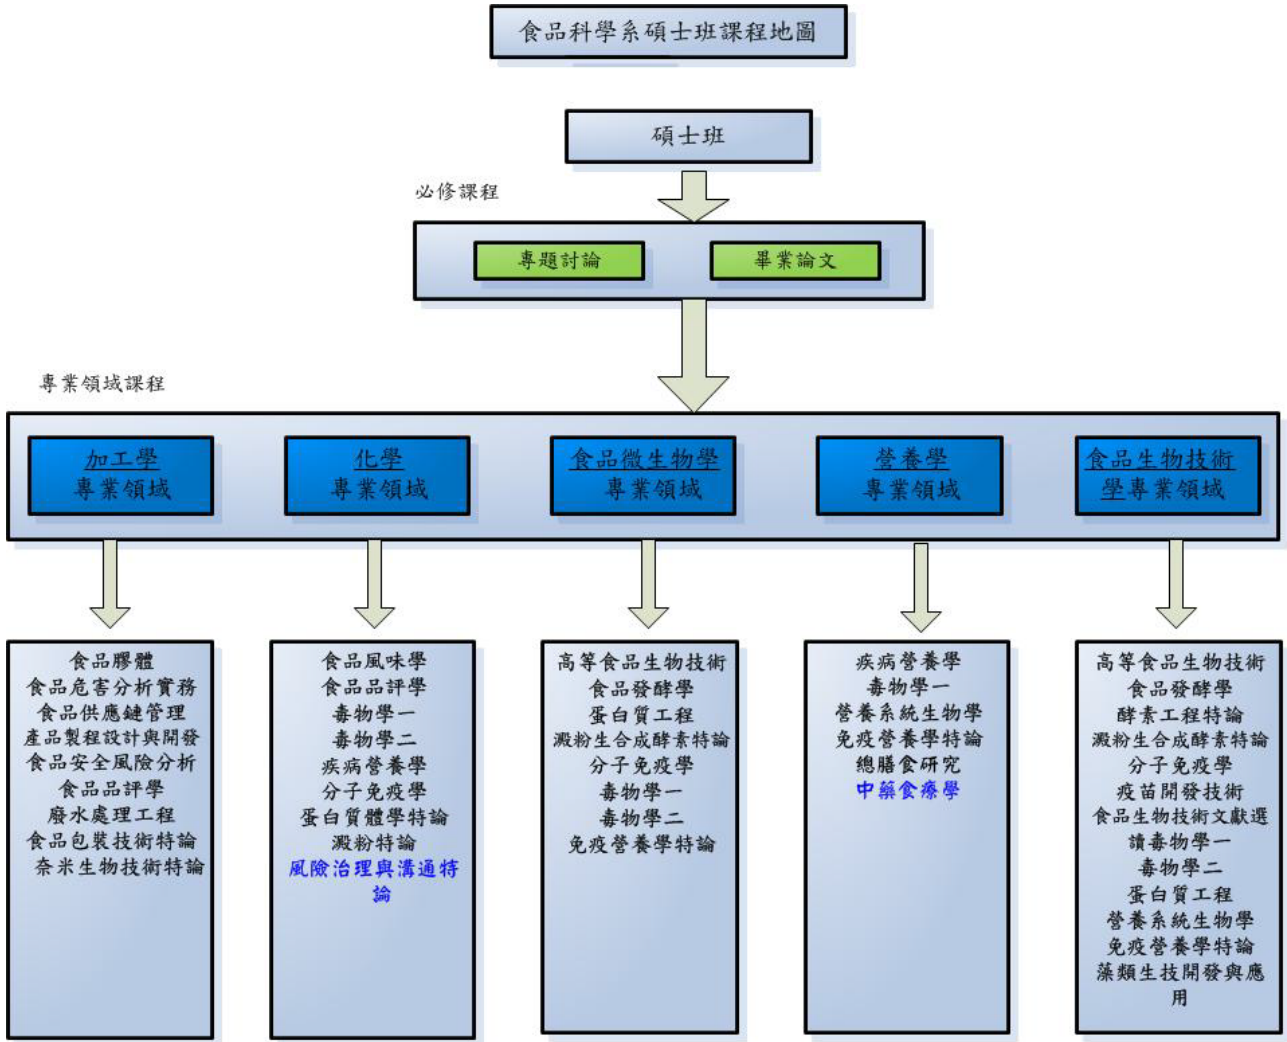 食品科學系碩士班課程地圖
碩士班
必修課程
專題討論
畢業論文
專業領域課程
加工學
專業領域
化學
專業領域
食品微生物學
專業領域
營養學
專業領域
食品生物技術
學專業領域
食品膠體
食品危害分析實務
食品供應鏈管理
產品製程設計與開發
食品安全風險分析
食品品評學
廢水處理工程
食品包裝技術特論
奈米生物技術特論
食品風味學
食品品評學
毒物學一
毒物學二
疾病營養學
分子免疫學
蛋白質體學特論
澱粉特論
風險治理與溝通特
論
高等食品生物技術
食品發酵學
蛋白質工程
澱粉生合成酵素特論
分子免疫學
毒物學一
毒物學二
免疫營養學特論
疾病營養學
毒物學一
營養系統生物學
免疫營養學特論
總膳食研究
中藥食療學
高等食品生物技術
食品發酵學
酵素工程特論
澱粉生合成酵素特論
分子免疫學
疫苗開發技術
食品生物技術文獻選
讀毒物學一
毒物學二
蛋白質工程
營養系統生物學
免疫營養學特論
藻類生技開發與應
用